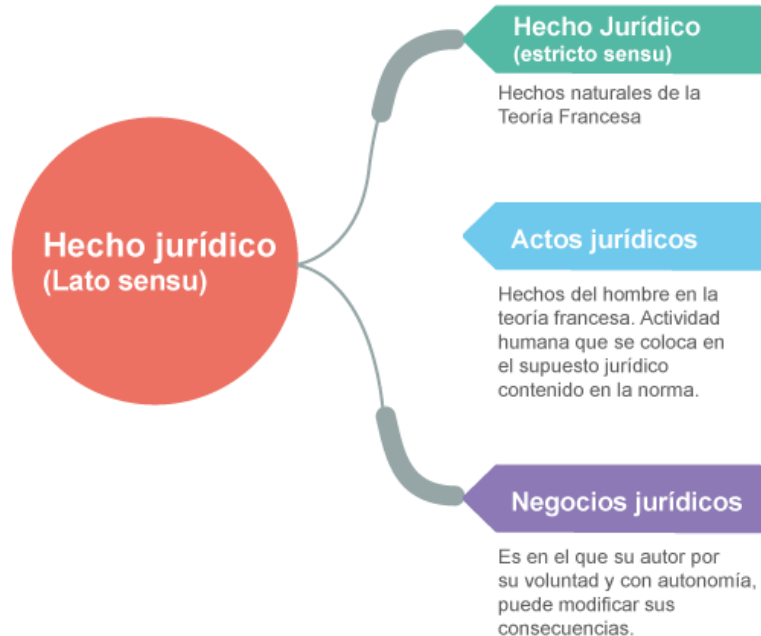 Hecho jurídico
(Lato sensu)
Hecho Jurídico
(estricto sensu)
Hechos naturales de la
Teoría Francesa
Actos jurídicos
Hechos del hombre en la
teoría francesa. Actividad
humana que se coloca en
el supuesto jurídico
contenido en la norma.
Negocios jurídicos
Es en el que su autor por
su voluntad y con autonomía,
puede modificar sus
consecuencias.